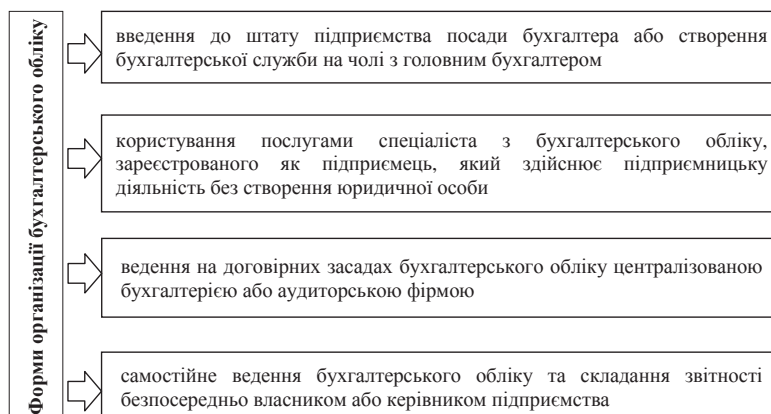 Форми організації бухгалтерського обліку
введення до штату підприємства посади бухгалтера або створення
бухгалтерської служби на чолі з головним бухгалтером
користування послугами спеціаліста з бухгалтерського обліку,
зареєстрованого як підприємець, який здійснює підприємницьку
діяльність без створення юридичної особи
ведення на договірних засадах бухгалтерського обліку централізованою
бухгалтерією або аудиторською фірмою
самостійне ведення бухгалтерського обліку та складання звітності
безпосередньо власником або керівником підприємства